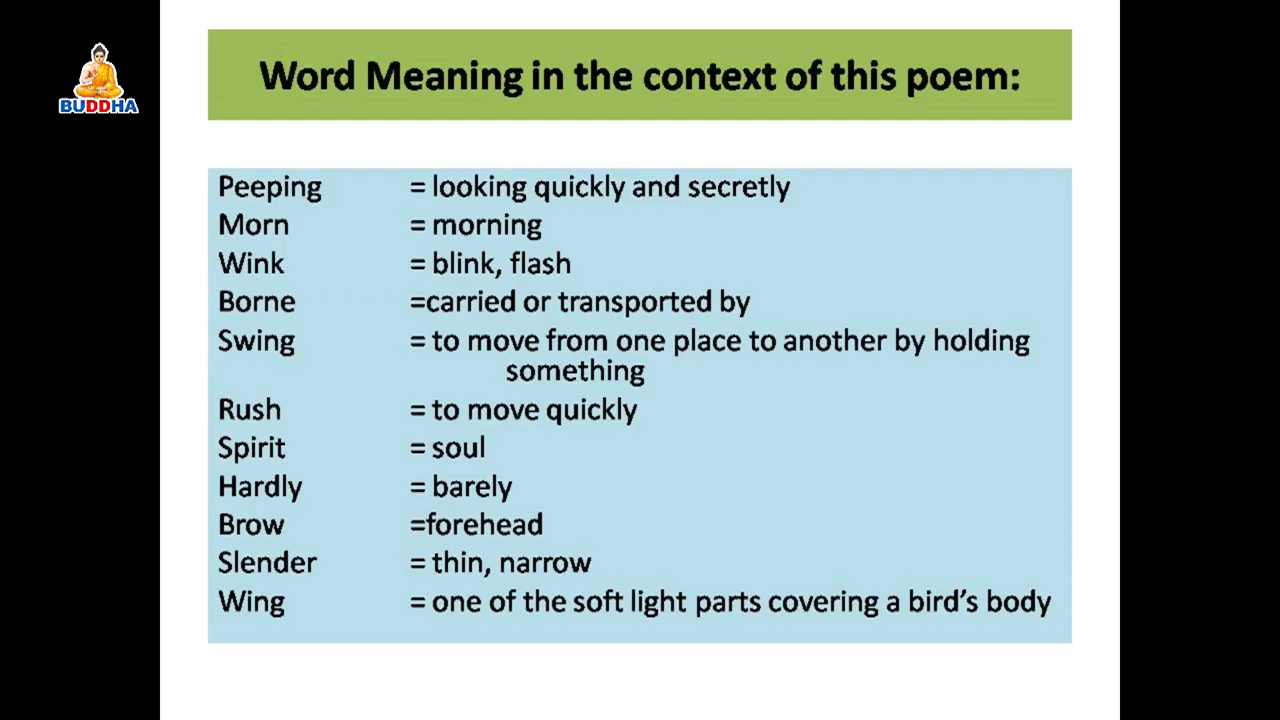 BUDDHA
Word Meaning in the context of this poem:
Peeping = looking quickly and secretly
Morn = morning
Wink = blink, flash
Borne =carried or transported by
Swing = to move from one place to another by holding
something
Rush = to move quickly
Spirit = soul
Hardly = barely
Brow =forehead
Slender = thin, narrow
Wing = one of the soft light parts covering a bird's body